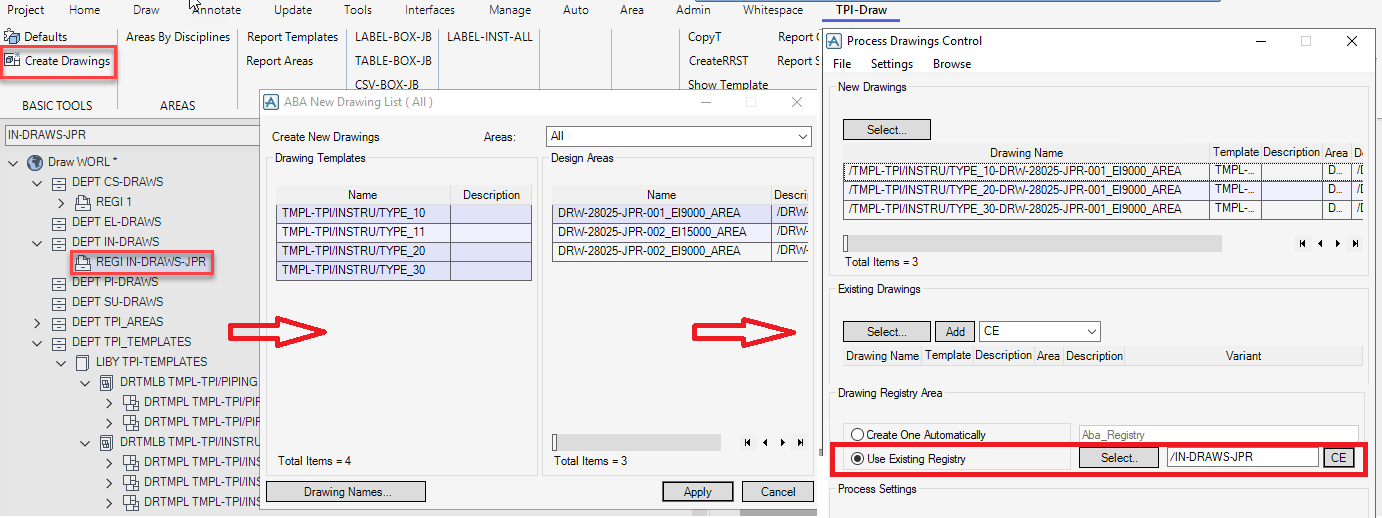 Project Home Draw Annotate Update Tools Interfaces Manage Auto Area Admin Whitespace TPI-Draw
Defaults
Create Drawings
BASIC TOOLS
Areas By Disciplines
AREAS
Report Templates
Report Areas
LABEL-BOX-JB
TABLE-BOX-JB
CSV-BOX-JB
LABEL-INST-ALL
CopyT
CreateRRST
Show Template
Report
Report S
IN-DRAWS-JPR
Draw WORL *
DEPT CS-DRAWS
REGI 1
DEPT EL-DRAWS
DEPT IN-DRAWS
REGI IN-DRAWS-JPR
DEPT PI-DRAWS
DEPT SU-DRAWS
DEPT TPI_AREAS
DEPT TPI_TEMPLATES
LIBY TPI-TEMPLATES
DRTMLB TMPL-TPI/PIPING
DRTMPL TMPL-TPI/PIF
DRTMPL TMPL-TPI/PIF
DRTMLB TMPL-TPI/INSTRU
DRTMPL TMPL-TPI/INS
DRTMPL TMPL-TPI/INS
DRTMPL TMPL-TPI/INS
ABA New Drawing List ( All )
Create New Drawings
Areas:
All
Drawing Templates
Name Description
TMPL-TPI/INSTRU/TYPE_10
TMPL-TPI/INSTRU/TYPE_11
TMPL-TPI/INSTRU/TYPE_20
TMPL-TPI/INSTRU/TYPE_30
Total Items = 4
Design Areas
Name Descri
DRW-28025-JPR-001_EI9000_AREA /DRW-
DRW-28025-JPR-002_EI15000_AREA /DRW-
DRW-28025-JPR-002_EI9000_AREA /DRW-
Total Items = 3
Drawing Names...
Apply
Cancel
Process Drawings Control
File Settings Browse
New Drawings
Select...
Drawing Name Template Description Area D
/TMPL-TPI/INSTRU/TYPE_10-DRW-28025-JPR-001_EI9000_AREA TMPL-... D... /D
/TMPL-TPI/INSTRU/TYPE_20-DRW-28025-JPR-001_EI9000_AREA TMPL-... D... /D
/TMPL-TPI/INSTRU/TYPE_30-DRW-28025-JPR-001_EI9000_AREA TMPL-... D... /D
Total Items = 3
Existing Drawings
Select...
Add
CE
Drawing Name Template Description Area Description Variant
Drawing Registry Area
Create One Automatically
Aba_Registry
Use Existing Registry
Select..
/IN-DRAWS-JPR
CE
Process Settings